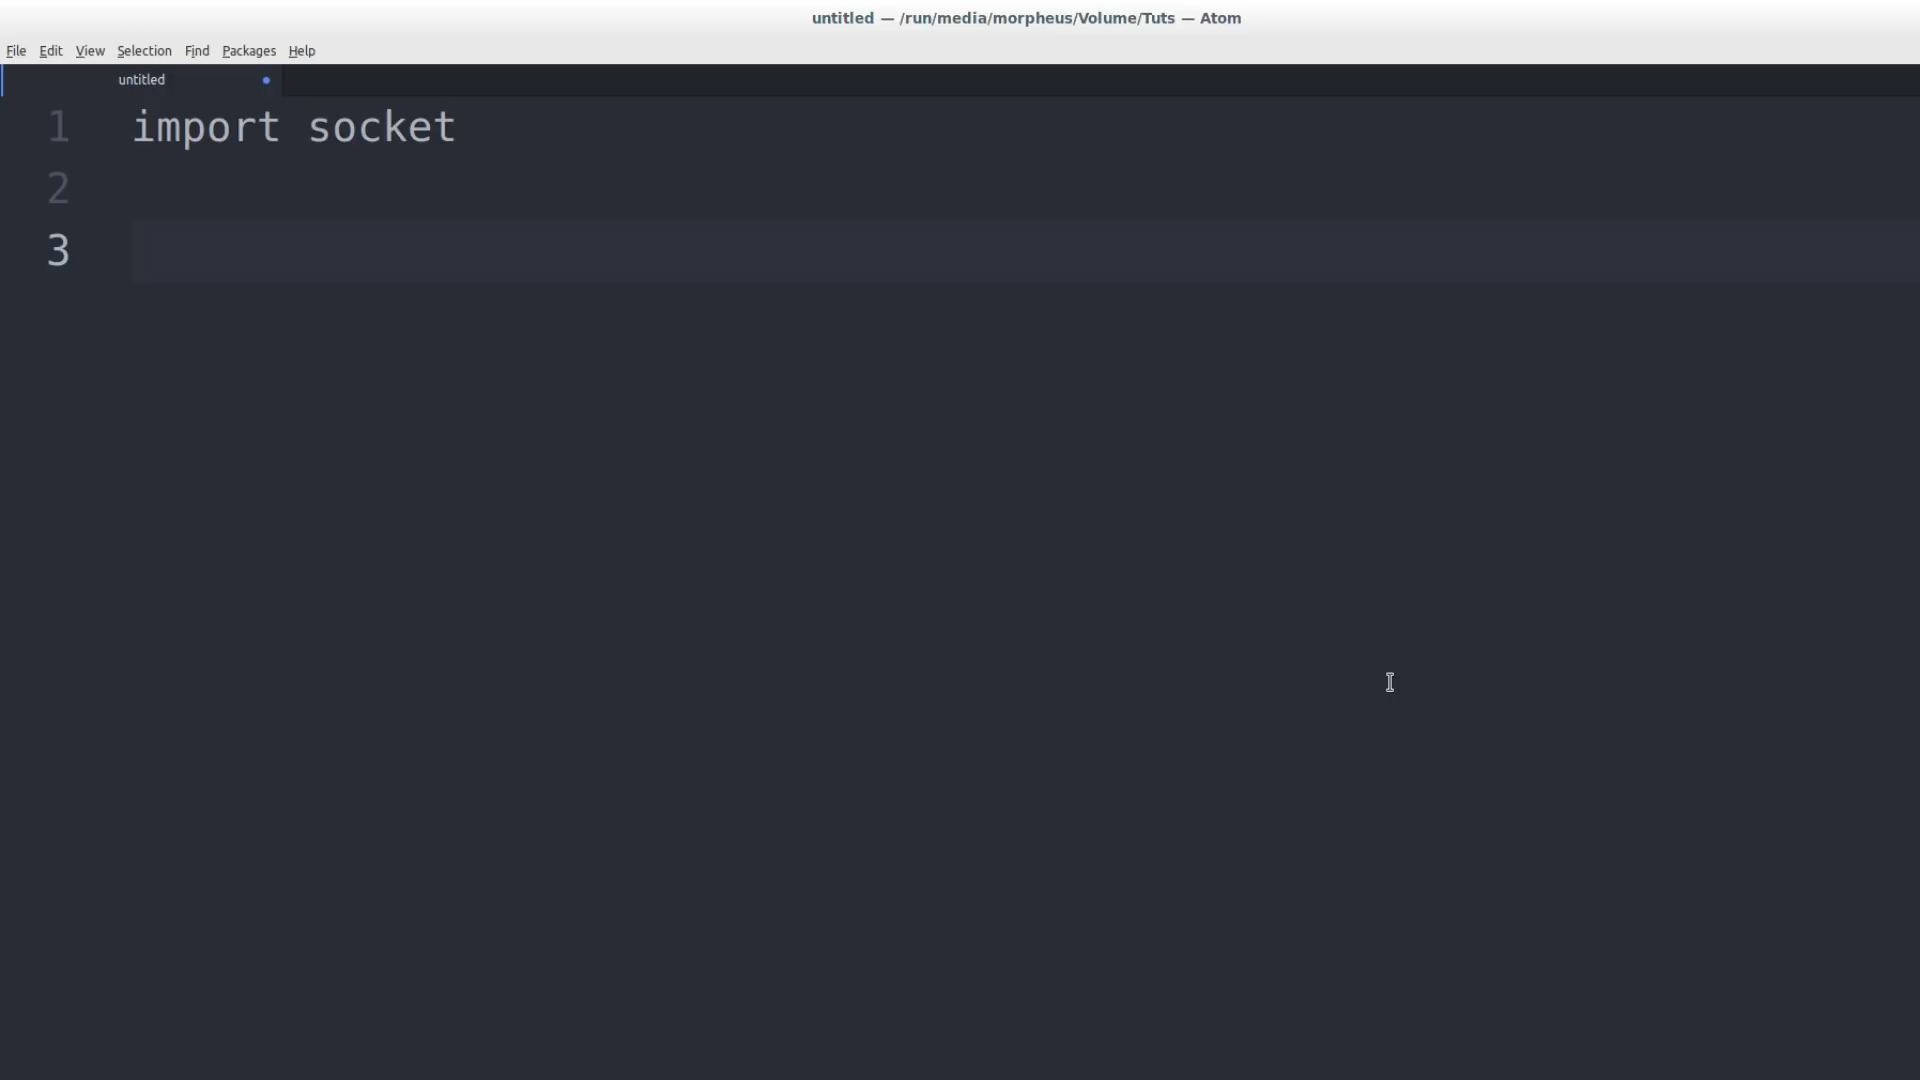 untitled — /run/media/morpheus/Volume/Tuts — Atom
File Edit View Selection Find Packages Help
untitled
1 import socket
2
3